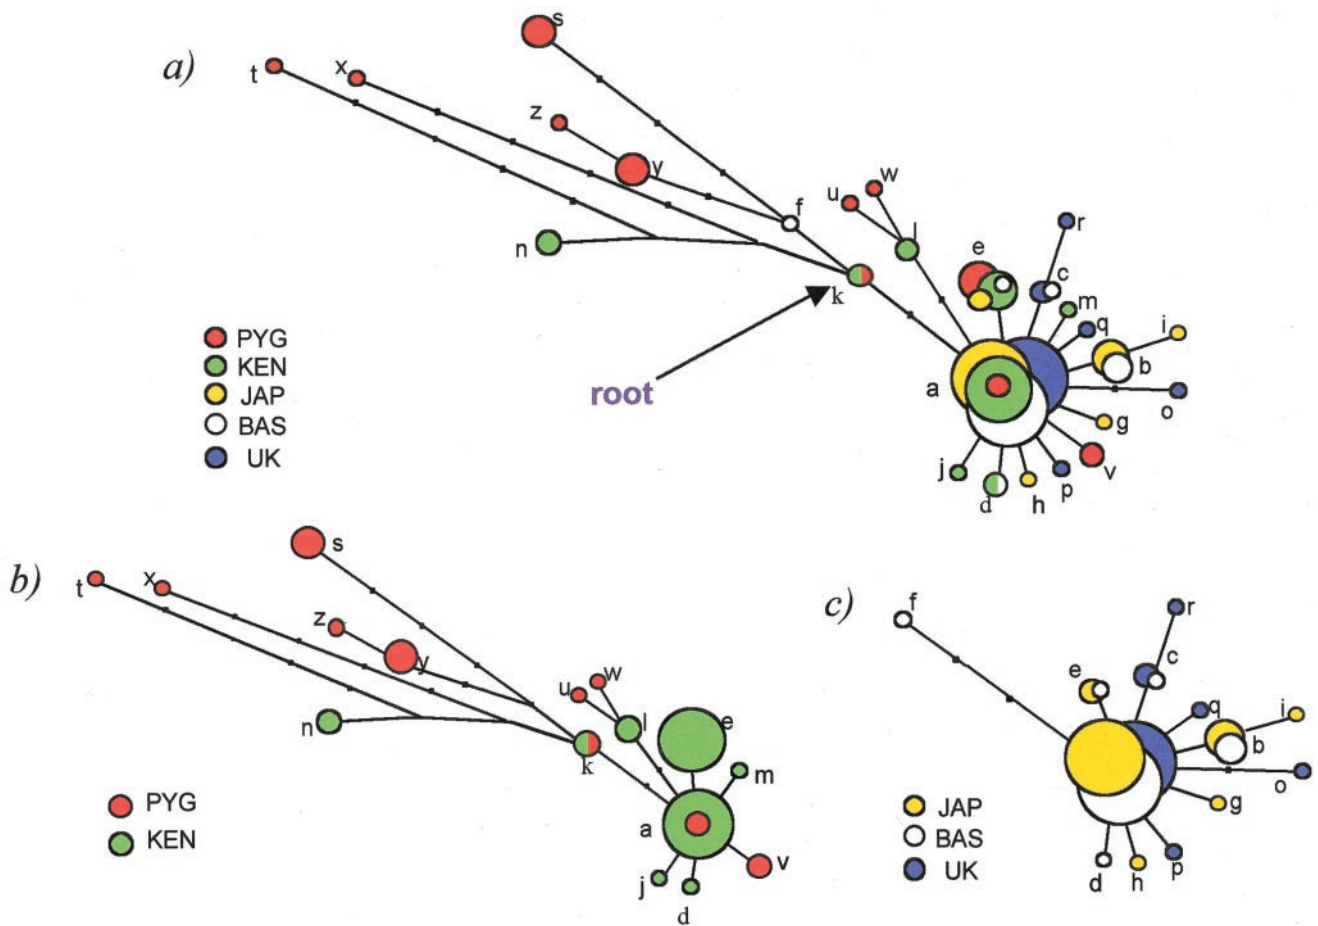 a)
s
t
x
z
y
f
n
k
u
w
l
e
r
c
m
q
i
b
a
o
g
v
j
d
h
p
root
PYG
KEN
JAP
BAS
UK
b)
s
t
x
z
y
n
k
u
w
l
e
m
a
v
j
d
PYG
KEN
c)
f
r
e
c
q
i
b
o
g
d
h
p
JAP
BAS
UK